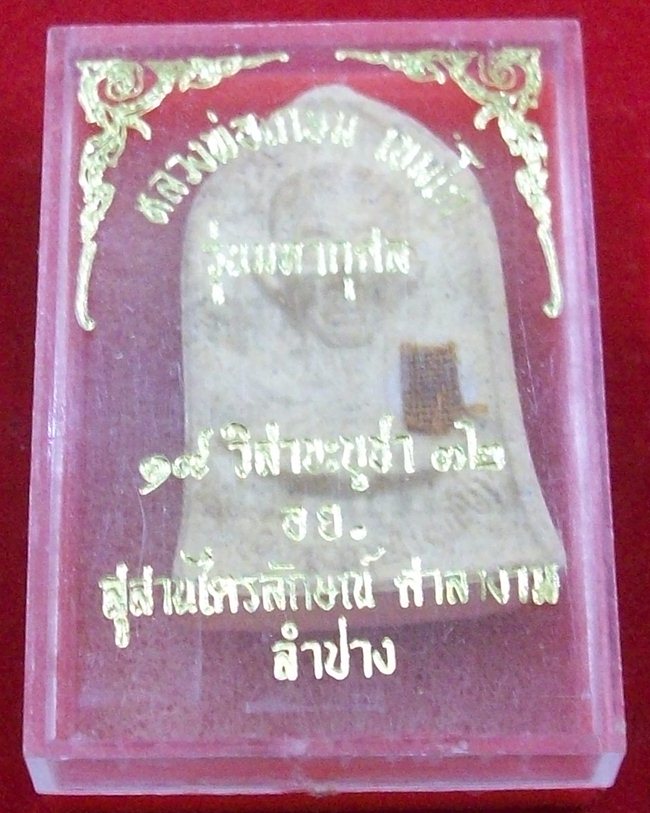 หลวงพ่อเกษม เขมโก
รุ่นมหากุศล
๑๙ วิสาขะบูชา ๓๒
สุสานไตรลักษณ์ ศาลางาม
ลำปาง